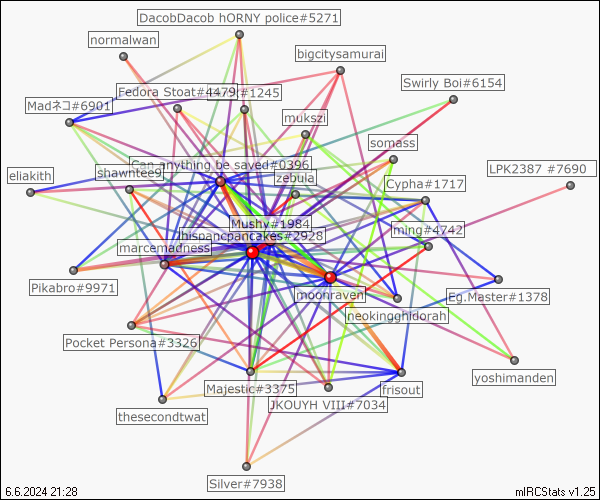 DacobDacob hORNY police#5271
normalwan
bigcitysamurai
Swirly Boi#6154
Fedora Stoat#4479
#1245
Madネコ#6901
mukszi
somass
Can anything be saved#0396
LPK2387 #7690
eliakith
shawntee9
zebula
Cypha#1717
Mushy#1984
lming#4742
hispancpancakes#2928
marcemadness
Pikabro#9971
moonraven
Eg.Master#1378
neokingghidorah
Pocket Persona#3326
yoshimanden
Majestic#3375
frisout
JKOUYH VIII#7034
thesecondtwat
Silver#7938
6.6.2024 21:28
mIRCStats v1.25